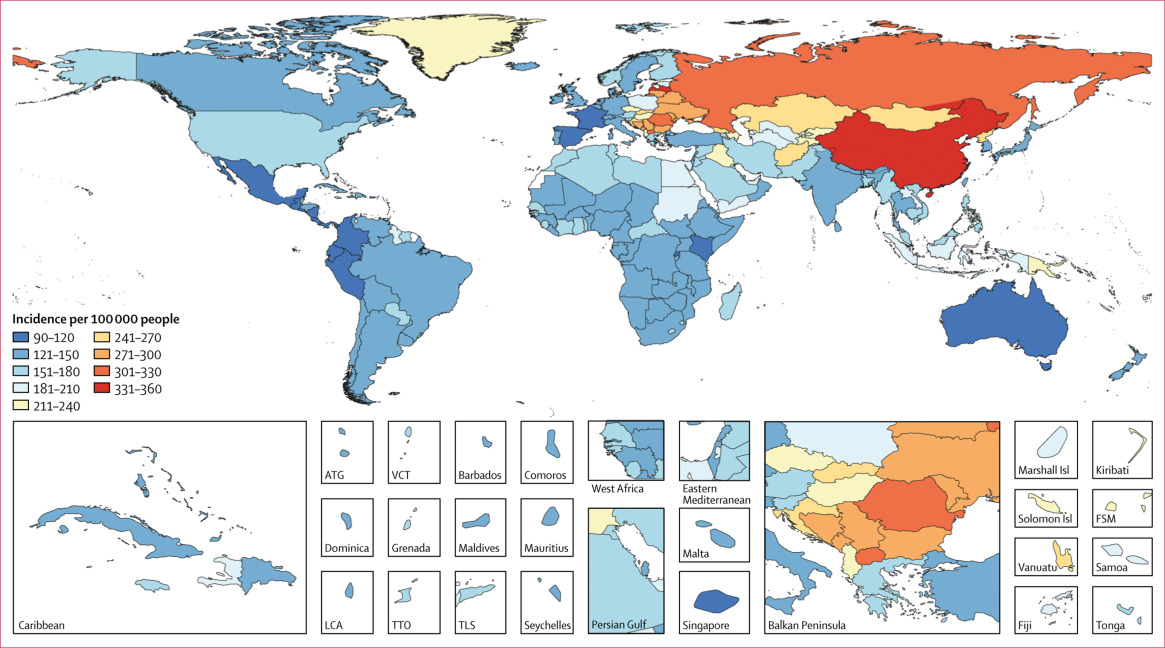 Incidence per 100 000 people
90–120
121–150
151–180
181–210
211–240
241–270
271–300
301–330
331–360
Caribbean
ATG
VCT
Barbados
Comoros
Dominica
Grenada
Maldives
Mauritius
LCA
TTO
TLS
Seychelles
West Africa
Eastern
Mediterranean
Persian Gulf
Malta
Singapore
Balkan Peninsula
Marshall Isl
Kiribati
Solomon Isl
FSM
Vanuatu
Samoa
Fiji
Tonga